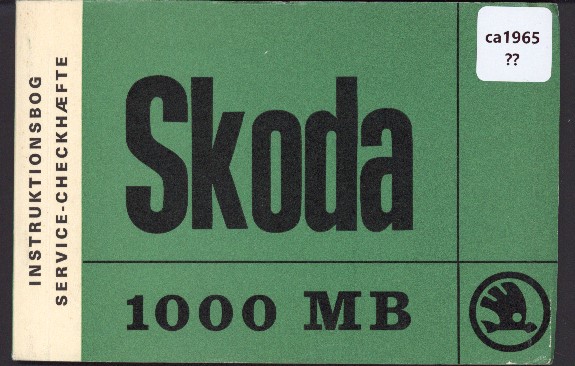 INSTRUKTIONSBOG
SERVICE-CHECKHÆFTE
Skoda
1000 MB
ca1965
??